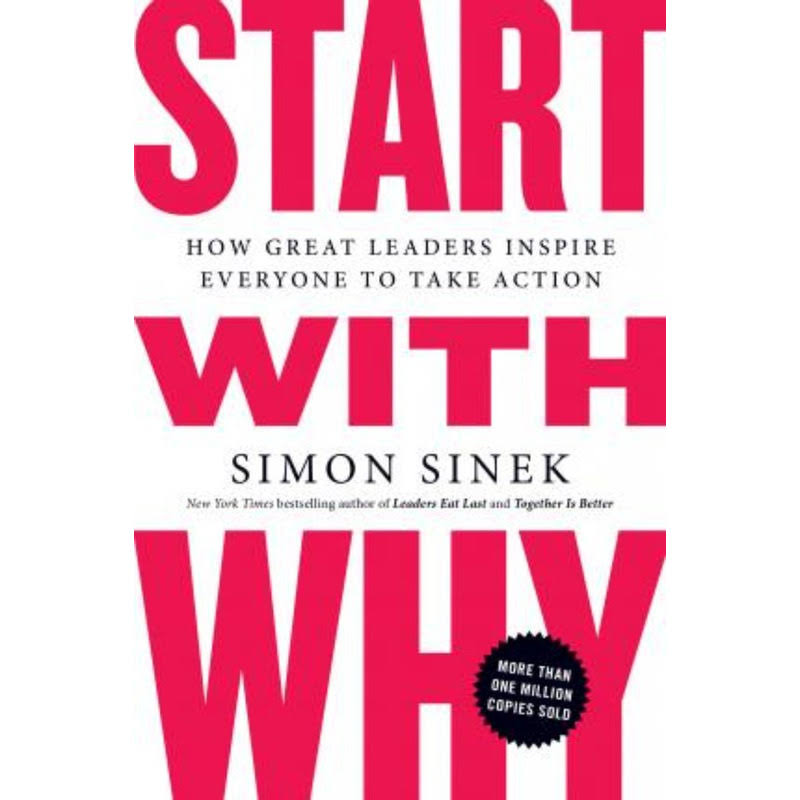 START
HOW GREAT LEADERS INSPIRE
EVERYONE TO TAKE ACTION
WITH
SIMON SINEK
New York Times bestselling author of Leaders Eat Last and Together Is Better
WHY
MORE THAN
ONE MILLION
COPIES SOLD